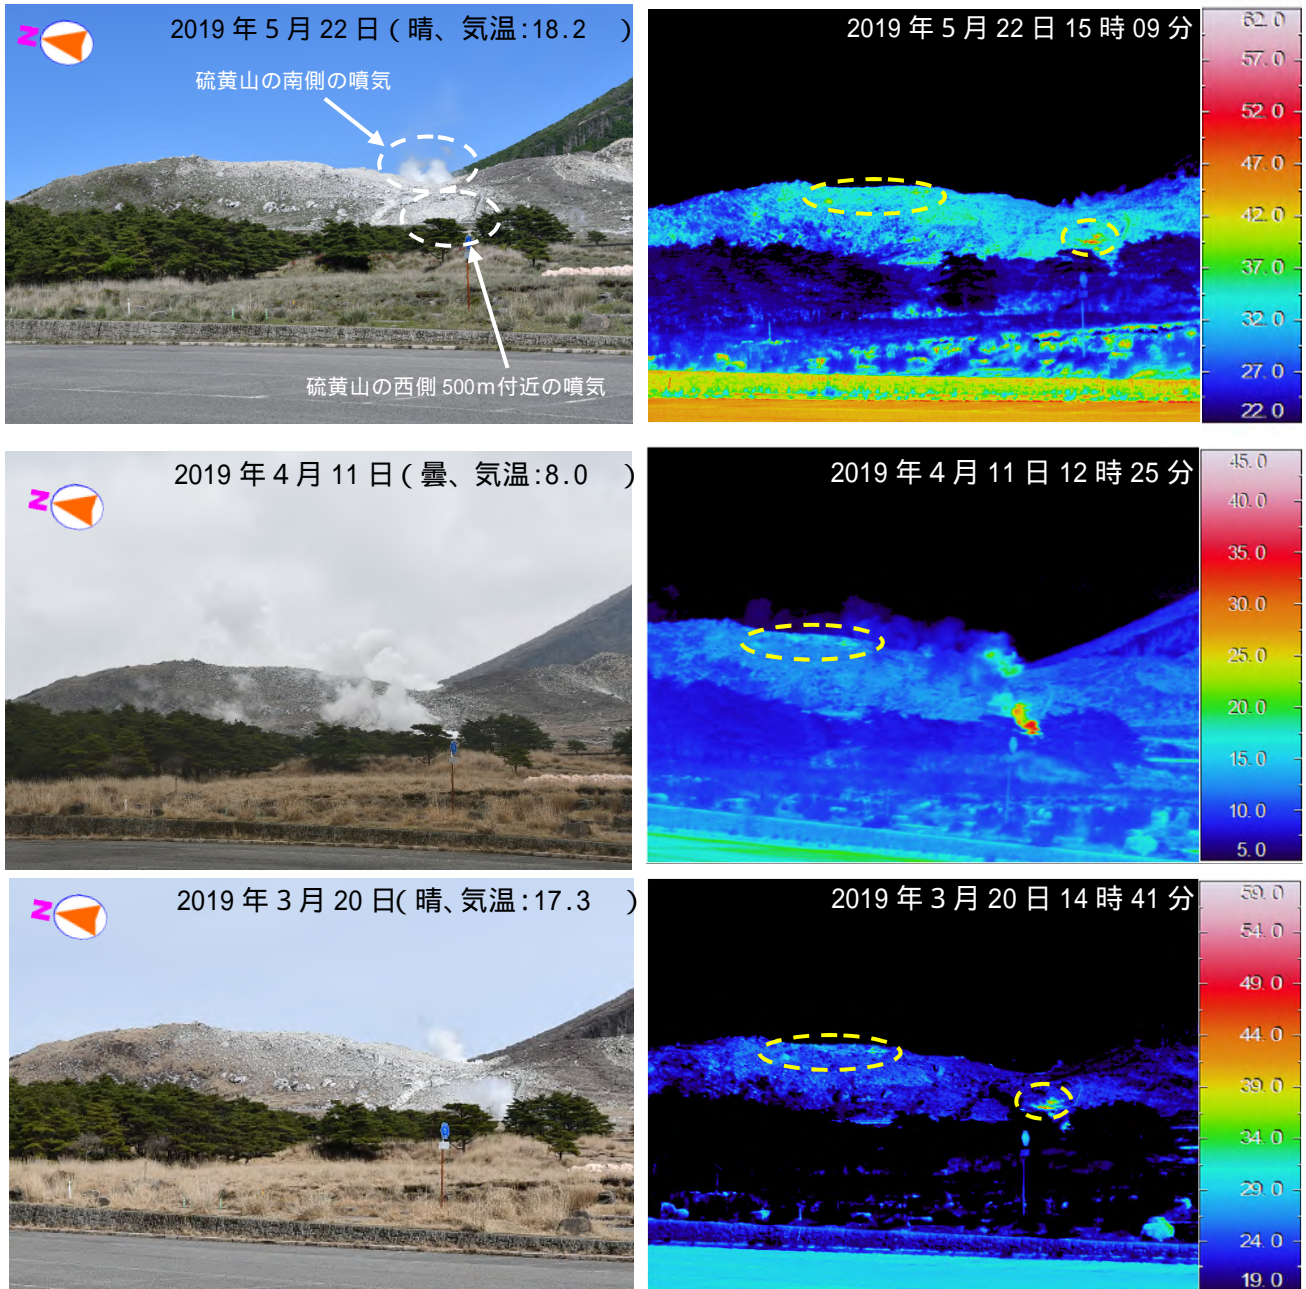 N
2019年5月22日(晴、気温:18.2 )
硫黄山の南側の噴気
硫黄山の西側500m付近の噴気
2019年5月22日15時09分
62.0
57.0
52.0
47.0
42.0
37.0
32.0
27.0
22.0
N
2019年4月11日(曇、気温:8.0 )
2019年4月11日12時25分
45.0
40.0
35.0
30.0
25.0
20.0
15.0
10.0
5.0
N
2019年3月20日(晴、気温:17.3 )
2019年3月20日14時41分
59.0
54.0
49.0
44.0
39.0
34.0
29.0
24.0
19.0